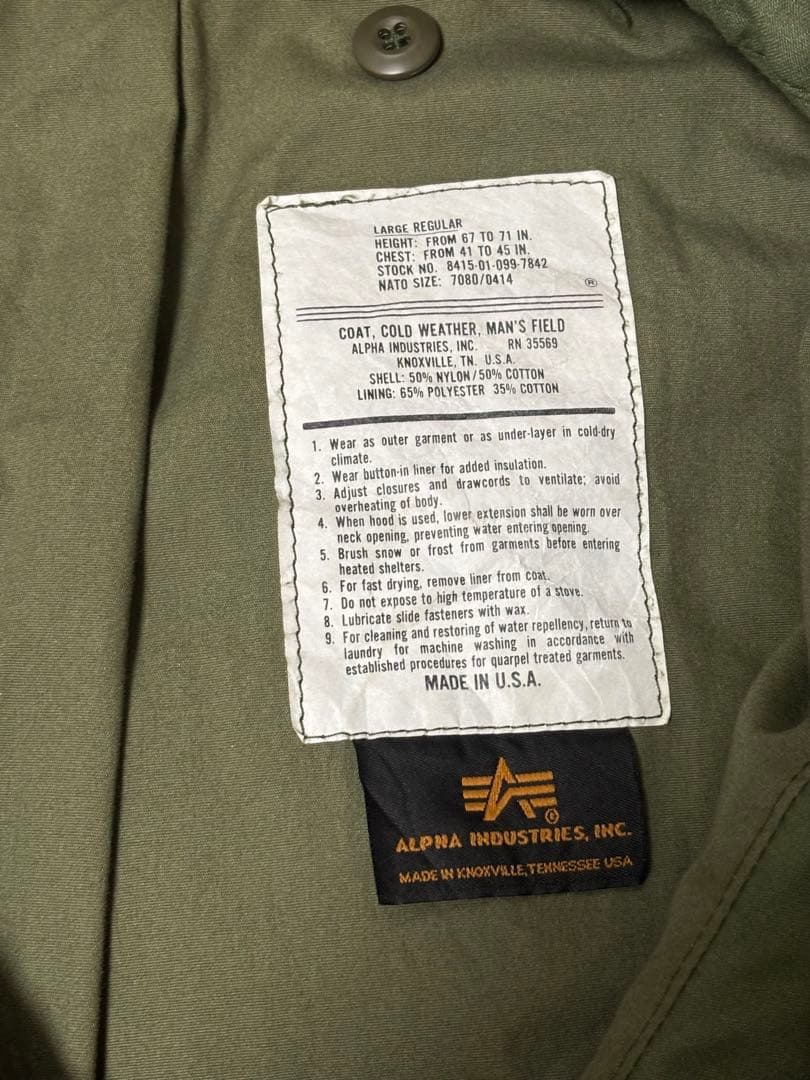 LARGE REGULAR
HEIGHT: FROM 67 TO 71 IN.
CHEST: FROM 41 TO 45 IN.
STOCK NO. 8415-01-099-7842
NATO SIZE: 7080/0414
®
COAT, COLD WEATHER, MAN'S FIELD
ALPHA INDUSTRIES, INC. RN 35569
KNOXVILLE, TN. U.S.A.
SHELL: 50% NYLON/50% COTTON
LINING: 65% POLYESTER 35% COTTON
1. Wear as outer garment or as under-layer in cold-dry
climate.
2. Wear button-in liner for added insulation.
3. Adjust closures and drawcords to ventilate; avoid
overheating of body.
4. When hood is used, lower extension shall be worn over
neck opening, preventing water entering opening.
5. Brush snow or frost from garments before entering
heated shelters.
6. For fast drying, remove liner from coat.
7. Do not expose to high temperature of a stove.
8. Lubricate slide fasteners with wax.
9. For cleaning and restoring of water repellency, return to
laundry for machine washing in accordance with
established procedures for quarpel treated garments.
MADE IN U.S.A.
ALPHA INDUSTRIES, INC.
MADE IN KNOXVILLE, TENNESSEE USA